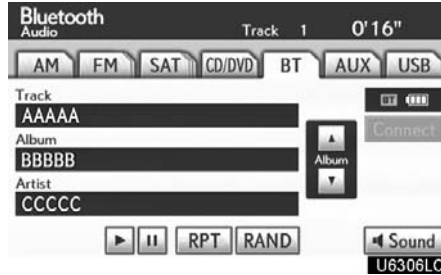 Bluetooth
Audio Track 1 0'16"
AM FM SAT CD/DVD BT AUX USB
Track
AAAAA
BT
Connect
Album
BBBBB
Album
Artist
CCCCC
RPT RAND Sound
U6306LC